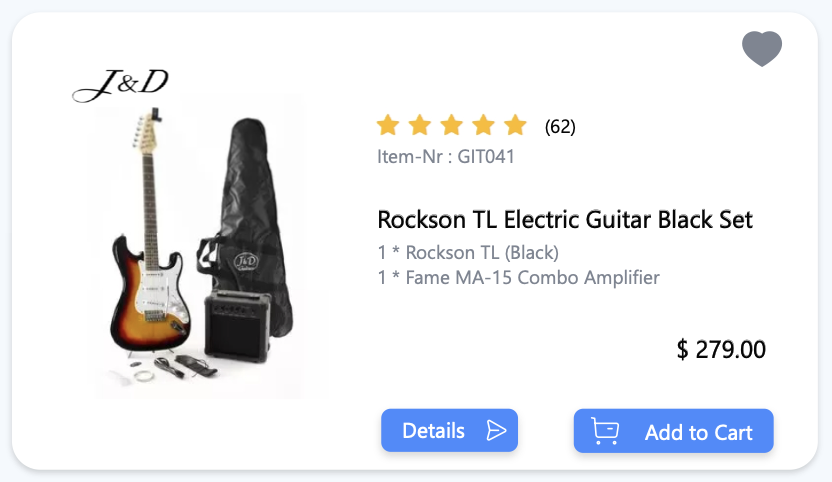 J&D
(62)
Item-Nr : GIT041
Rockson TL Electric Guitar Black Set
1 * Rockson TL (Black)
1 * Fame MA-15 Combo Amplifier
J&D
$ 279.00
Details
Add to Cart